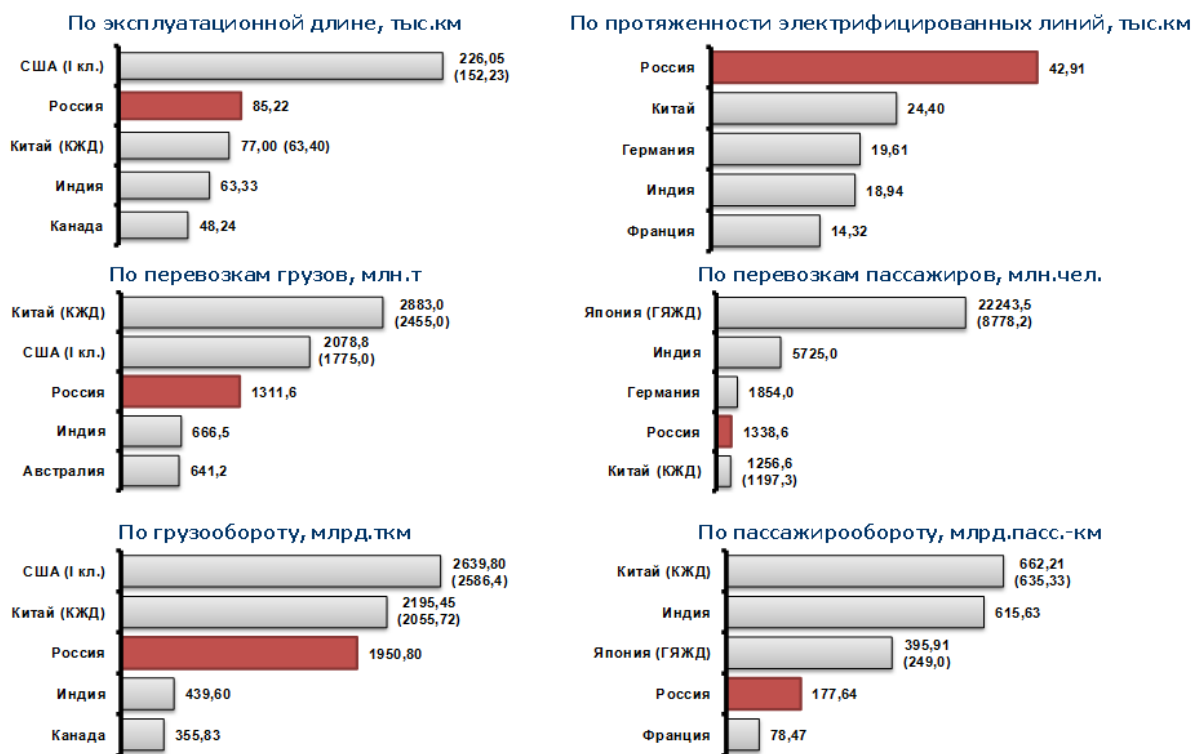 По эксплуатационной длине, тыс.км
США (I кл.)
226,05
(152,23)
Россия
85,22
Китай (КЖД)
77,00 (63,40)
Индия
63,33
Канада
48,24
По протяженности электрифицированных линий, тыс.км
Россия
42,91
Китай
24,40
Германия
19,61
Индия
18,94
Франция
14,32
По перевозкам грузов, млн.т
Китай (КЖД)
2883,0
(2455,0)
США (I кл.)
2078,8
(1775,0)
Россия
1311,6
Индия
666,5
Австралия
641,2
По перевозкам пассажиров, млн.чел.
Япония (ГЯЖД)
22243,5
(8778,2)
Индия
5725,0
Германия
1854,0
Россия
1338,6
Китай (КЖД)
1256,6
(1197,3)
По грузообороту, млрд.ткм
США (I кл.)
2639,80
(2586,4)
Китай (КЖД)
2195,45
(2055,72)
Россия
1950,80
Индия
439,60
Канада
355,83
По пассажирообороту, млрд.пасс.-км
Китай (КЖД)
662,21
(635,33)
Индия
615,63
Япония (ГЯЖД)
395,91
(249,0)
Россия
177,64
Франция
78,47